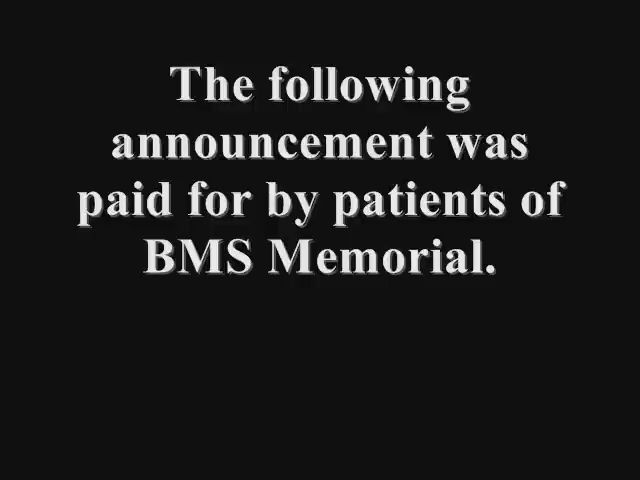 The following
announcement was
paid for by patients of
BMS Memorial.